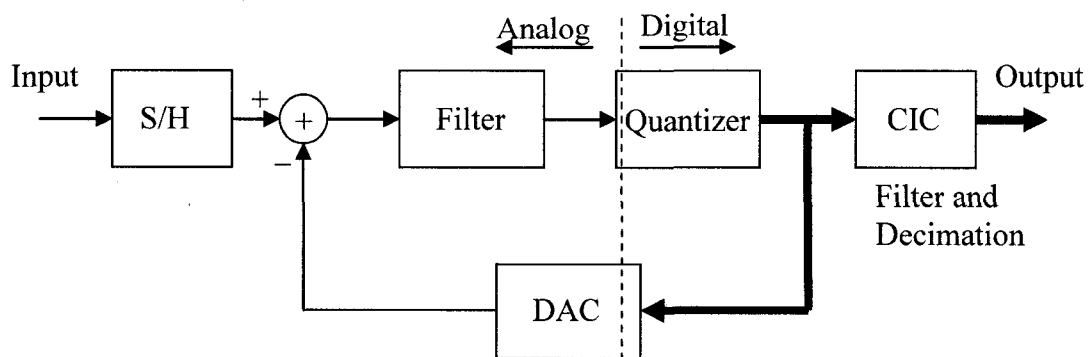 Analog
Digital
Input
Output
S/H
+
+
Filter
Quantizer
CIC
−
Filter and
Decimation
DAC